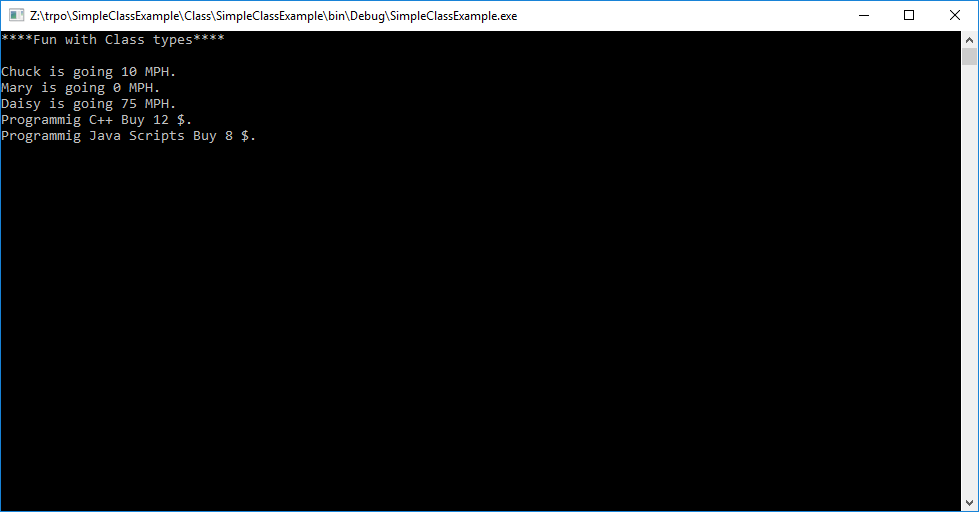 Z:\trpo\SimpleClassExample\Class\SimpleClassExample\bin\Debug\SimpleClassExample.exe
****Fun with Class types****
Chuck is going 10 MPH.
Mary is going 0 MPH.
Daisy is going 75 MPH.
Programmig C++ Buy 12 $.
Programmig Java Scripts Buy 8 $.